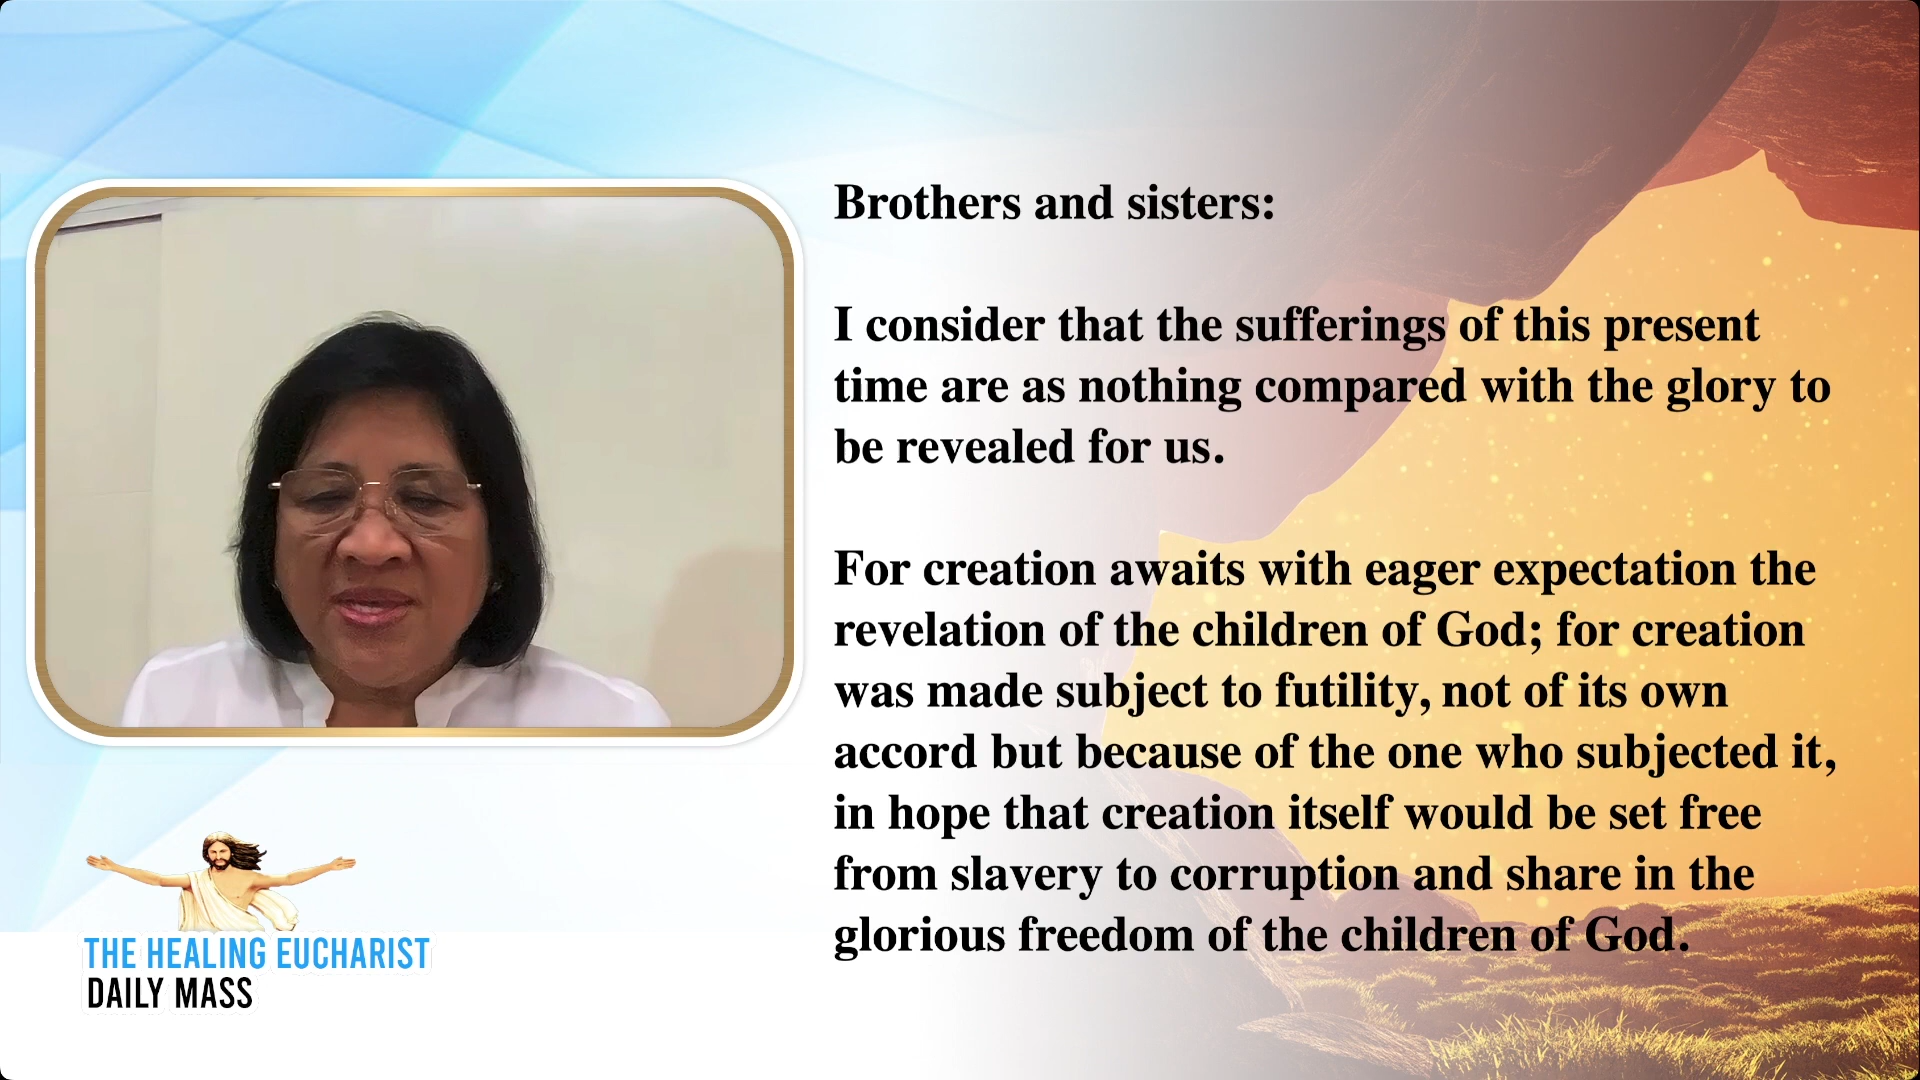 Brothers and sisters:
I consider that the sufferings of this present
time are as nothing compared with the glory to
be revealed for us.
For creation awaits with eager expectation the
revelation of the children of God; for creation
was made subject to futility, not of its own
accord but because of the one who subjected it,
in hope that creation itself would be set free
from slavery to corruption and share in the
glorious freedom of the children of God.
THE HEALING EUCHARIST
DAILY MASS